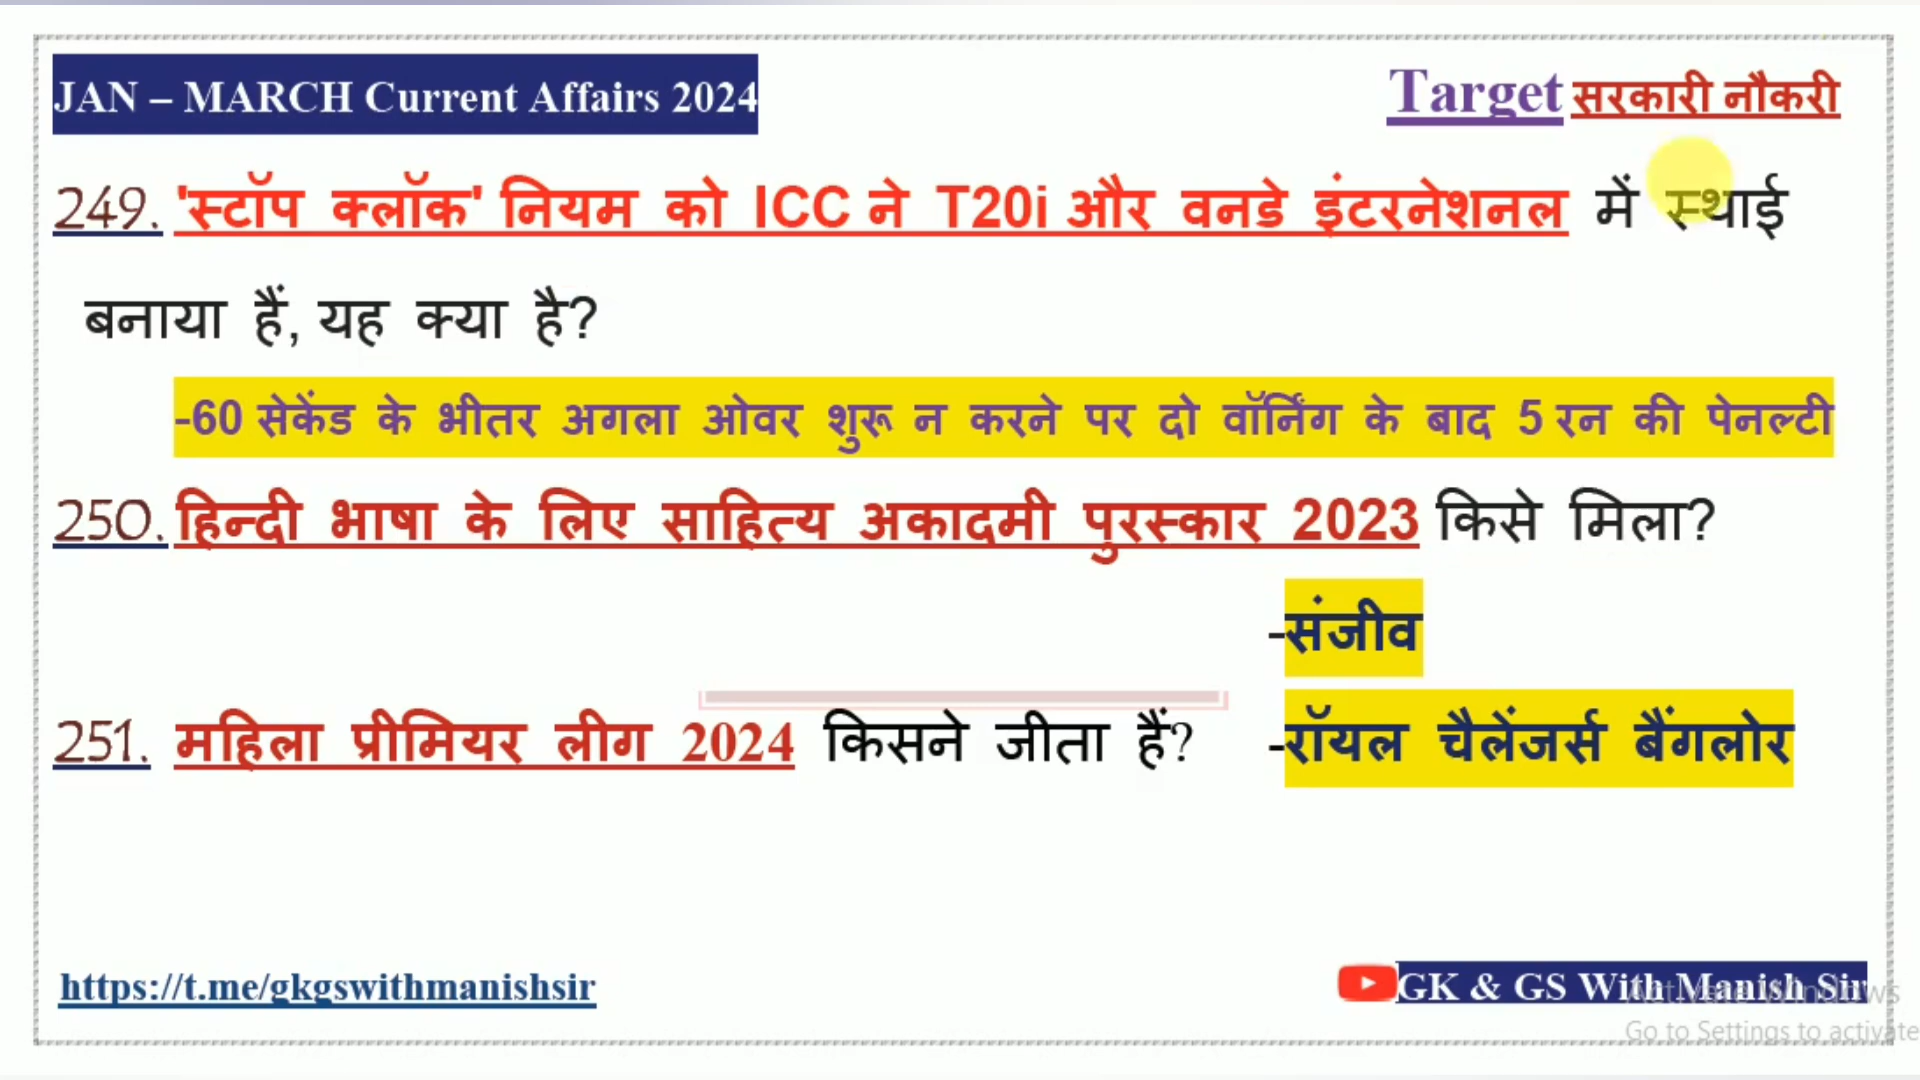 JAN – MARCH Current Affairs 2024
Target सरकारी नौकरी
249. 'स्टॉप क्लॉक' नियम को ICC ने T20i और वनडे इंटरनेशनल में स्थाई
बनाया हैं, यह क्या है?
-60 सेकेंड के भीतर अगला ओवर शुरू न करने पर दो वॉर्निंग के बाद 5 रन की पेनल्टी
250. हिन्दी भाषा के लिए साहित्य अकादमी पुरस्कार 2023 किसे मिला?
-संजीव
251. महिला प्रीमियर लीग 2024 किसने जीता हैं? -रॉयल चैलेंजर्स बैंगलोर
https://t.me/gkgswithmanishsir
GK & GS With Manish Sir
Activate Windows
Go to Settings to activate